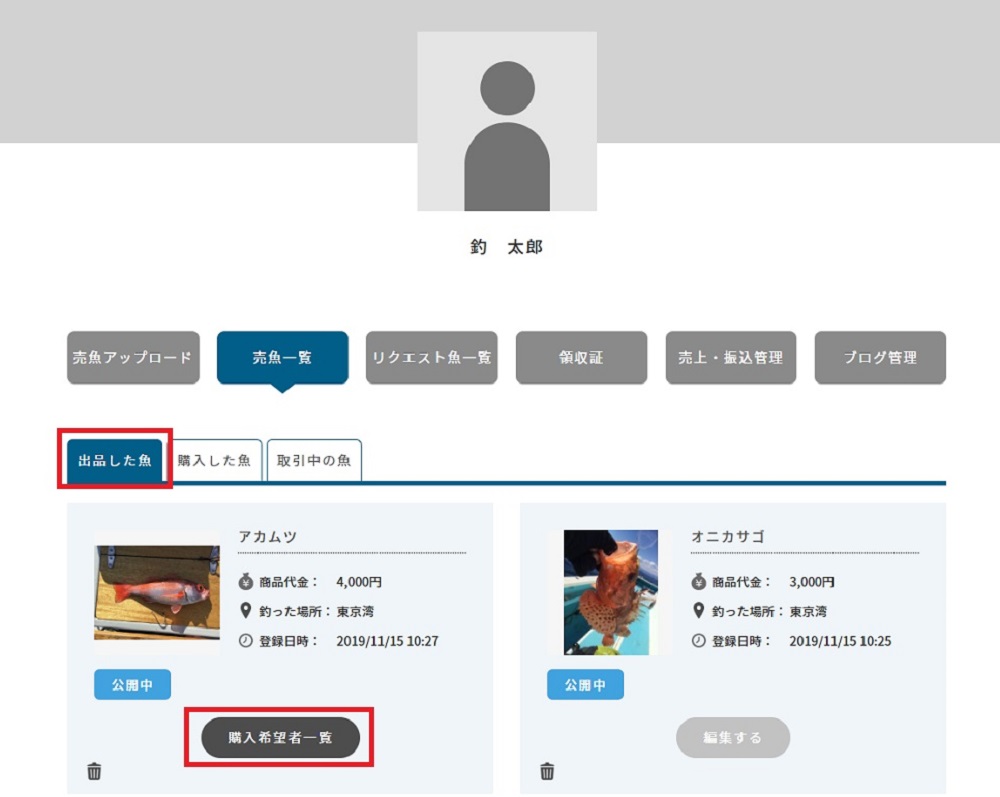 釣　太郎
売魚アップロード
売魚一覧
リクエスト魚一覧
領収証
売上・振込管理
ブログ管理
出品した魚
購入した魚
取引中の魚
アカムツ
商品代金： 4,000円
釣った場所： 東京湾
登録日時： 2019/11/15 10:27
公開中
購入希望者一覧
オニカサゴ
商品代金： 3,000円
釣った場所： 東京湾
登録日時： 2019/11/15 10:25
公開中
編集する